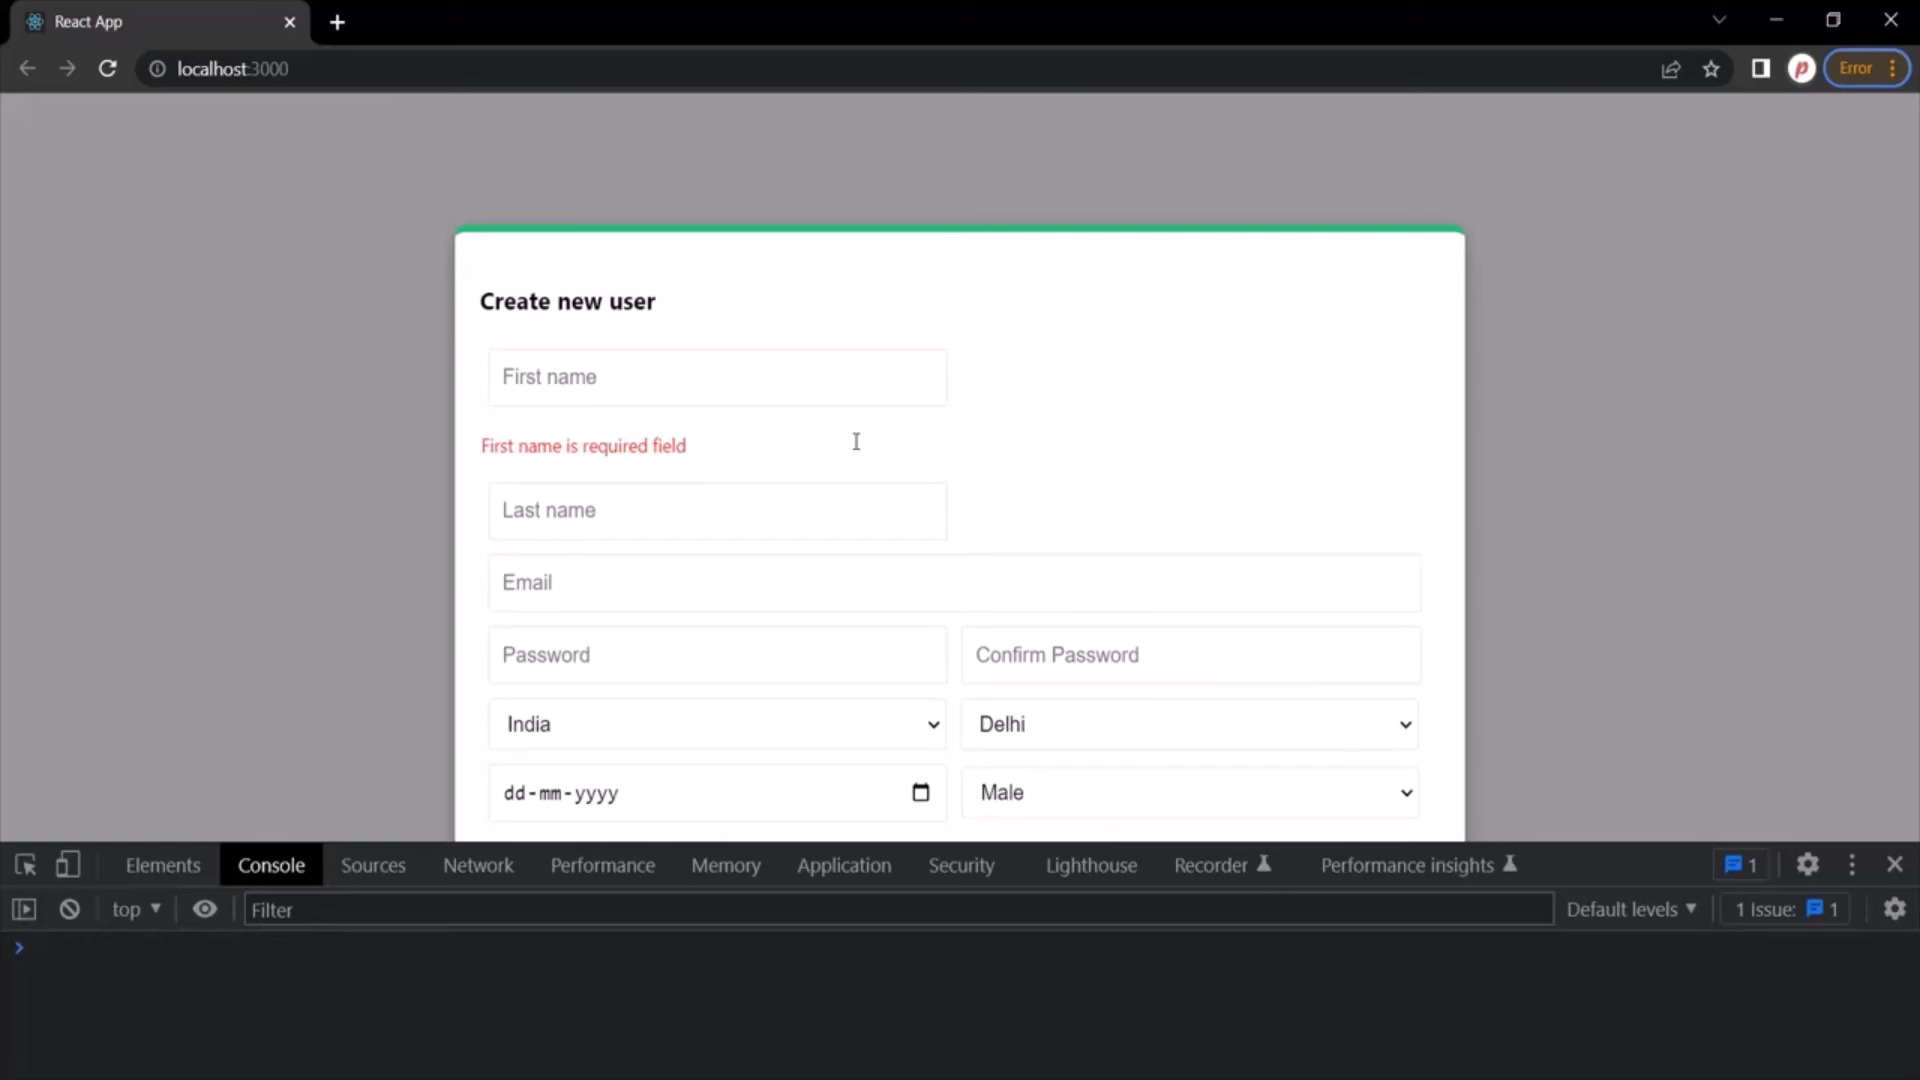 React App
localhost:3000
Error
Create new user
First name
First name is required field
Last name
Email
Password Confirm Password
India Delhi
dd-mm-yyyy Male
Elements Console Sources Network Performance Memory Application Security Lighthouse Recorder Performance insights 1
top Filter Default levels 1 Issue: 1